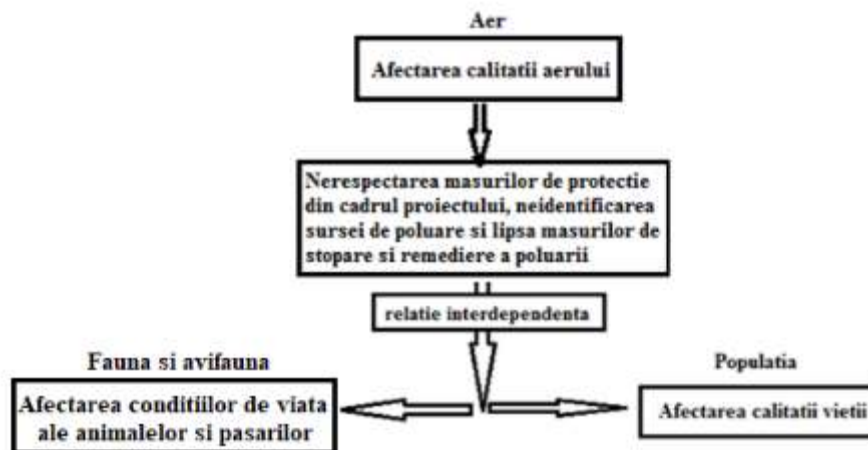 Aer
Afectarea calitatii aerului
Nerespectarea masurilor de protectie
din cadrul proiectului, neidentificarea
sursei de poluare si lipsa masurilor de
stopare si remediere a poluarii
relatie interdependenta
Fauna si avifauna
Afectarea conditiilor de viata
ale animalelor si pasarilor
Populatia
Afectarea calitatii vietii